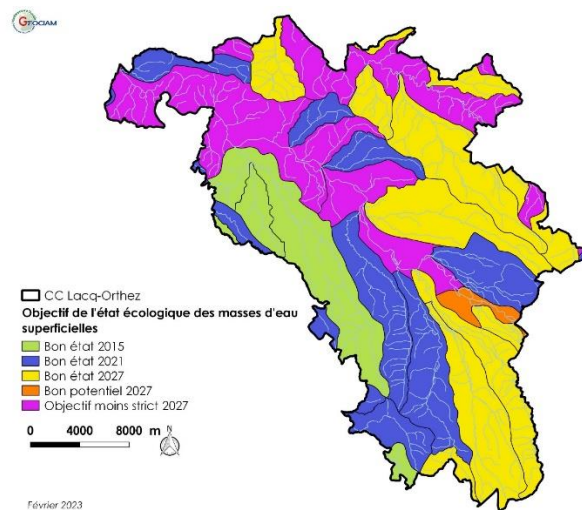 GEOCIAM
CC Lacq-Orthez
Objectif de l'état écologique des masses d'eau
superficielles
Bon état 2015
Bon état 2021
Bon état 2027
Bon potentiel 2027
Objectif moins strict 2027
0 4000 8000 m N
Février 2023